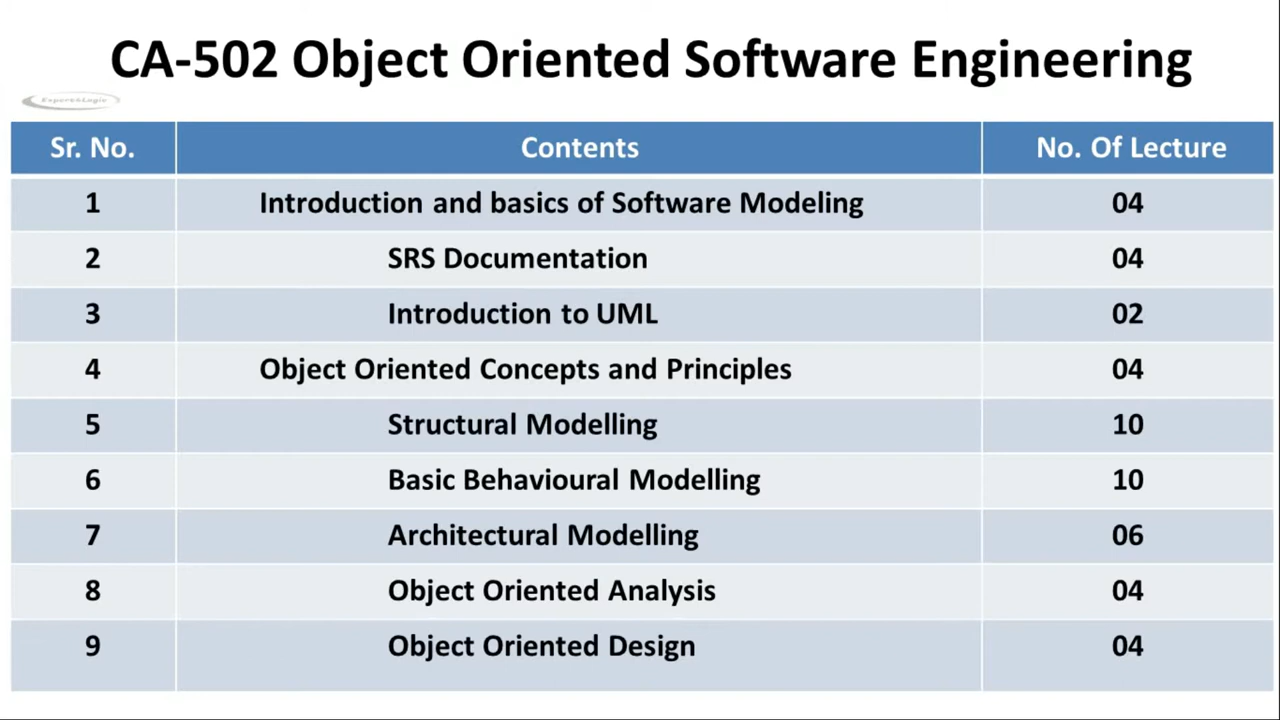 CA-502 Object Oriented Software Engineering
Sr. No. Contents No. Of Lecture
1 Introduction and basics of Software Modeling 04
2 SRS Documentation 04
3 Introduction to UML 02
4 Object Oriented Concepts and Principles 04
5 Structural Modelling 10
6 Basic Behavioural Modelling 10
7 Architectural Modelling 06
8 Object Oriented Analysis 04
9 Object Oriented Design 04